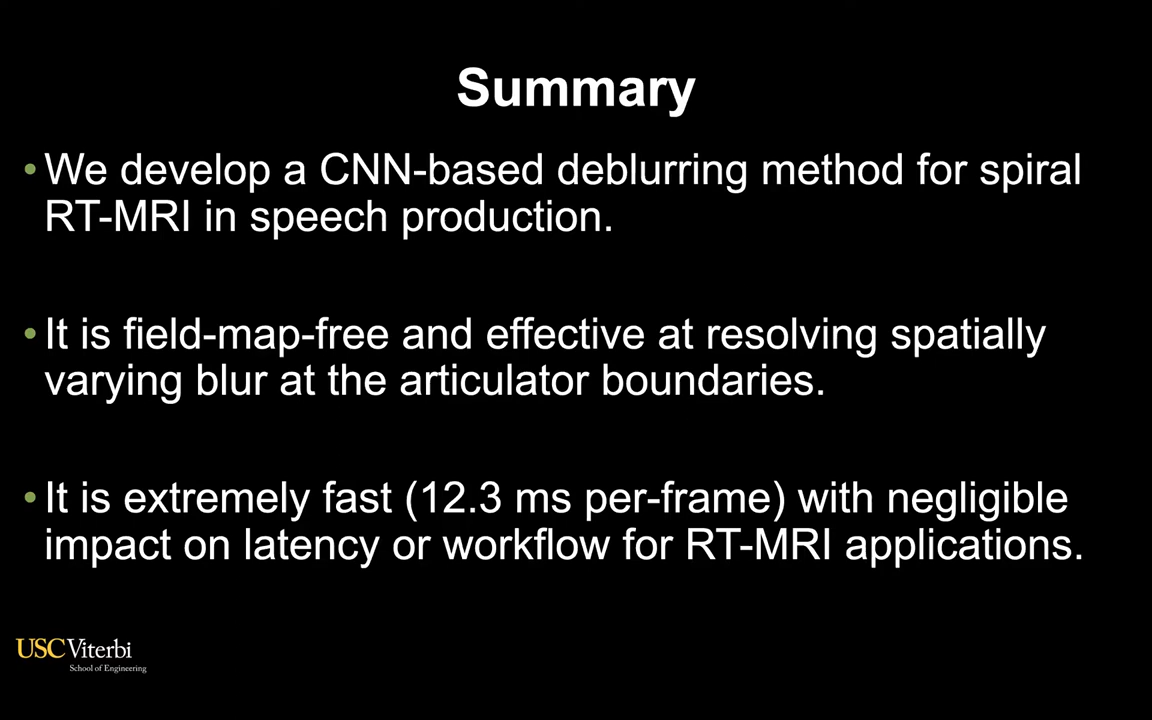 Summary
•We develop a CNN-based deblurring method for spiral
RT-MRI in speech production.
•It is field-map-free and effective at resolving spatially
varying blur at the articulator boundaries.
•It is extremely fast (12.3 ms per-frame) with negligible
impact on latency or workflow for RT-MRI applications.
USC Viterbi
School of Engineering